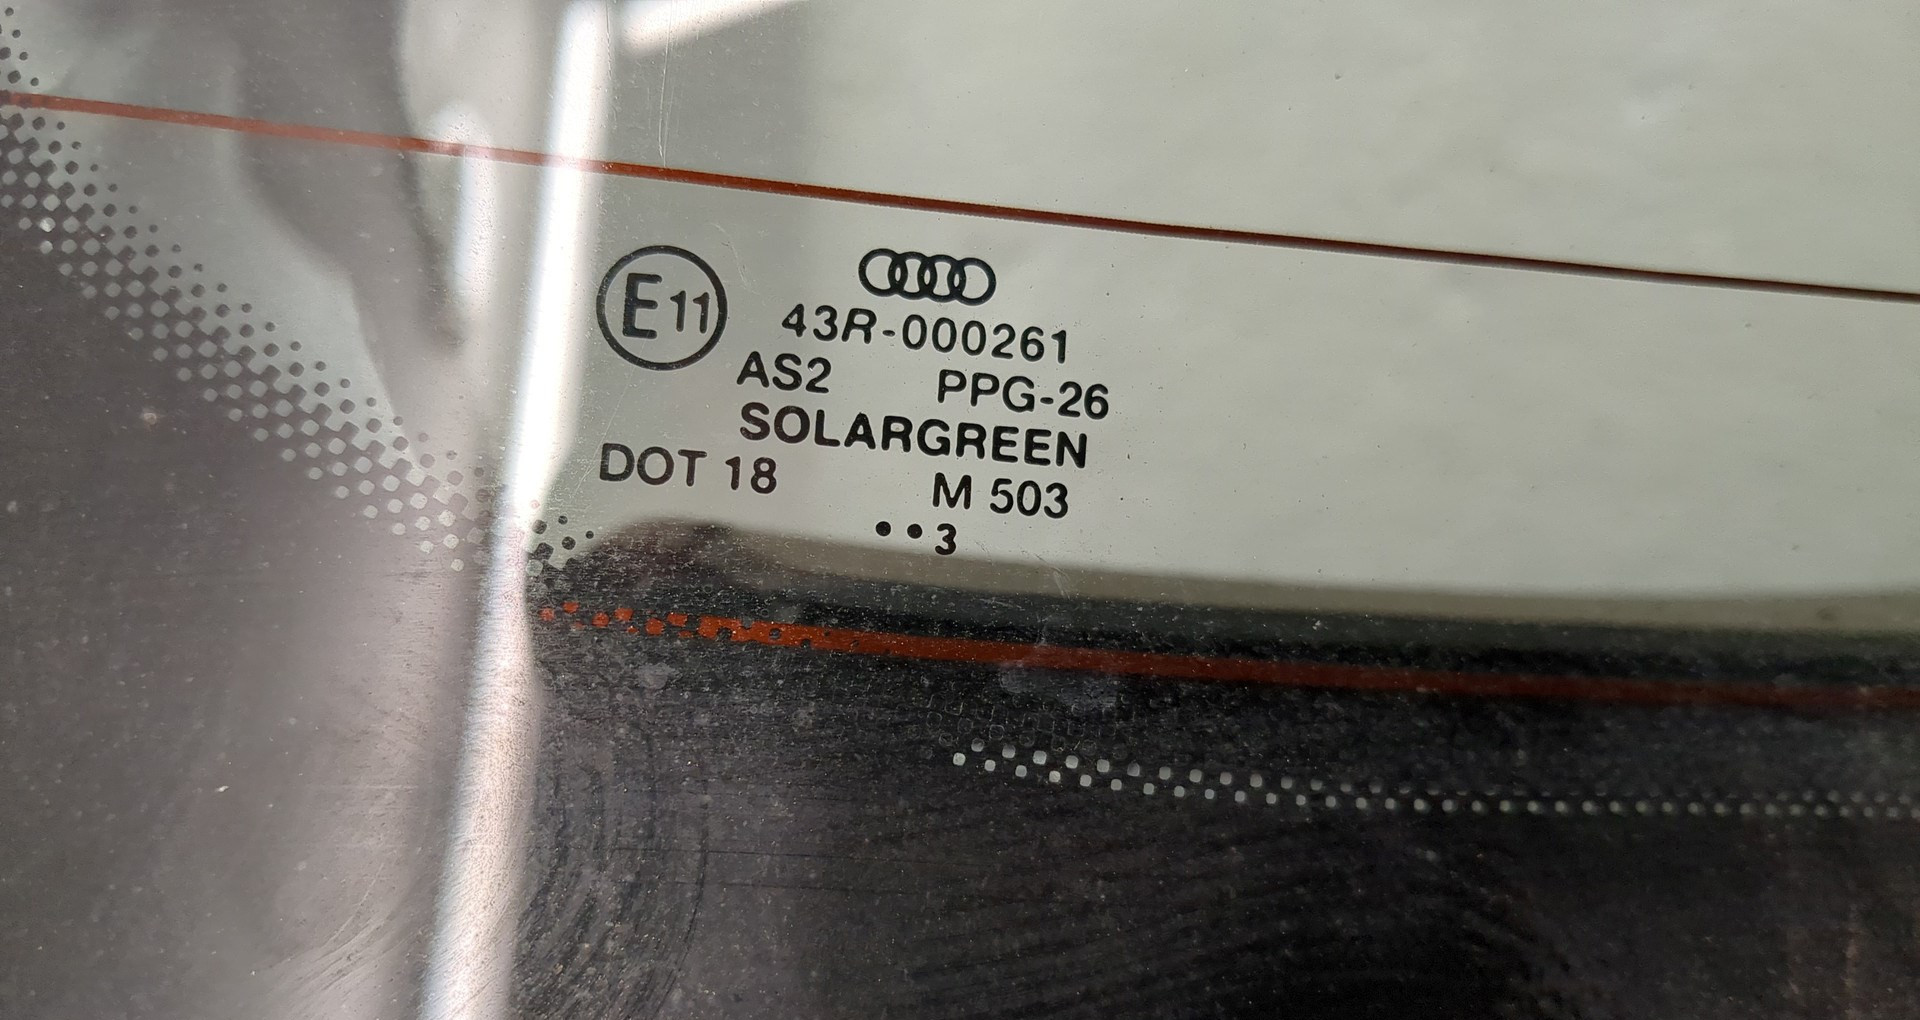 E11
43R-000261
AS2 PPG-26
SOLARGREEN
DOT 18 M 503
••3